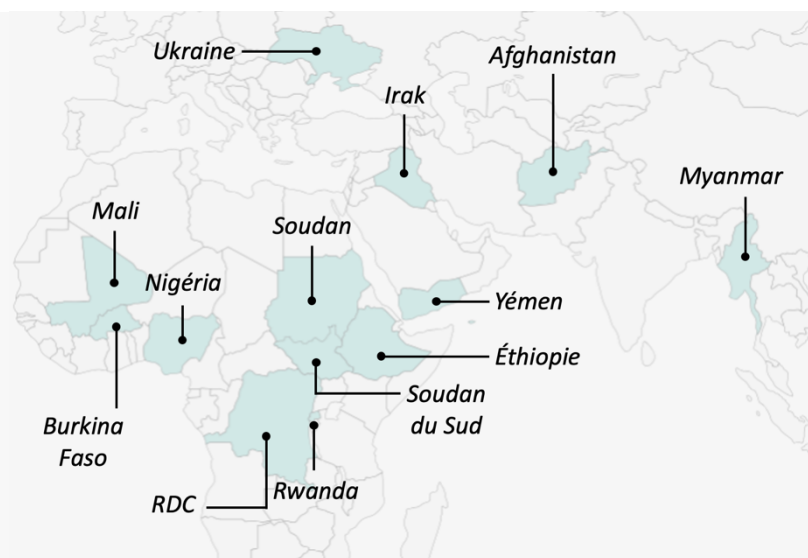 Ukraine
Afghanistan
Irak
Myanmar
Mali
Soudan
Nigéria
Yémen
Éthiopie
Soudan
du Sud
Burkina
Faso
Rwanda
RDC